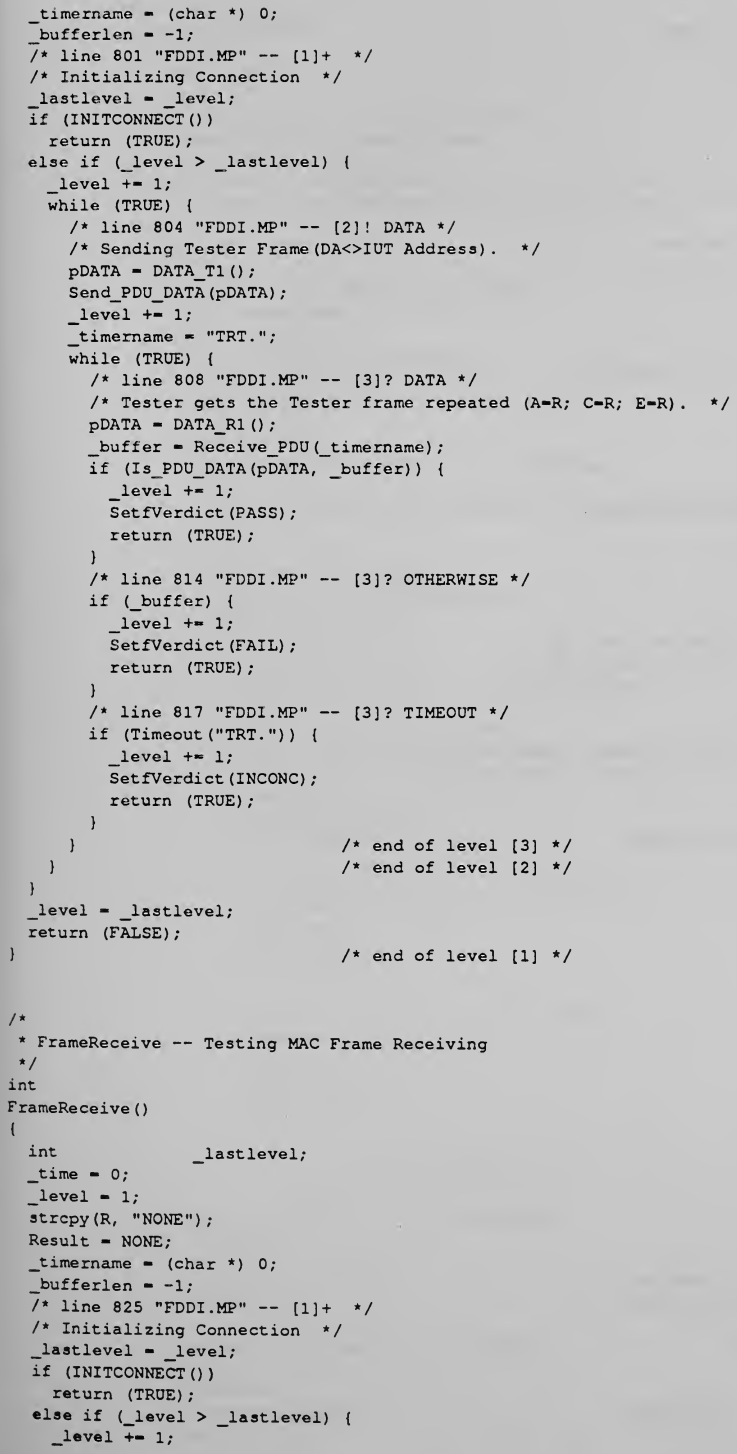 _timername = (char *) 0;
_bufferlen = -1;
/* line 801 "FDDI.MP" -- [1]+  */
/* Initializing Connection  */
_lastlevel = _level;
if (INITCONNECT())
return (TRUE);
else if (_level > _lastlevel) {
_level += 1;
while (TRUE) {
/* line 804 "FDDI.MP" -- [2]! DATA */
/* Sending Tester Frame(DA<>IUT Address).  */
pDATA = DATA_T1();
Send_PDU_DATA(pDATA);
_level += 1;
_timername = "TRT.";
while (TRUE) {
/* line 808 "FDDI.MP" -- [3]? DATA */
/* Tester gets the Tester frame repeated (A=R; C=R; E=R).  */
pDATA = DATA_R1();
_buffer = Receive_PDU(_timername);
if (Is_PDU_DATA(pDATA, _buffer)) {
_level += 1;
SetfVerdict(PASS);
return (TRUE);
}
/* line 814 "FDDI.MP" -- [3]? OTHERWISE */
if (_buffer) {
_level += 1;
SetfVerdict(FAIL);
return (TRUE);
}
/* line 817 "FDDI.MP" -- [3]? TIMEOUT */
if (Timeout("TRT.")) {
_level += 1;
SetfVerdict(INCONC);
return (TRUE);
}
} /* end of level [3] */
} /* end of level [2] */
}
_level = _lastlevel;
return (FALSE);
} /* end of level [1] */
/*
* FrameReceive -- Testing MAC Frame Receiving
*/
int
FrameReceive()
{
int _lastlevel;
_time = 0;
_level = 1;
strcpy(R, "NONE");
Result = NONE;
_timername = (char *) 0;
_bufferlen = -1;
/* line 825 "FDDI.MP" -- [1]+  */
/* Initializing Connection  */
_lastlevel = _level;
if (INITCONNECT())
return (TRUE);
else if (_level > _lastlevel) {
_level += 1;